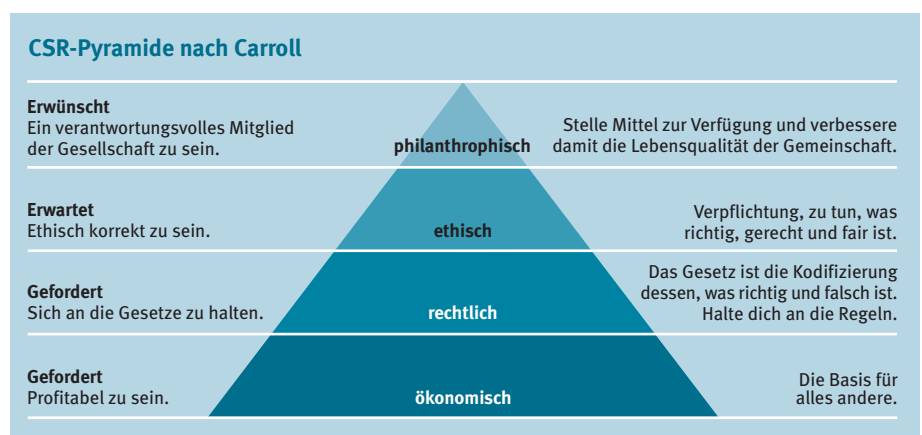 CSR-Pyramide nach Carroll
Erwünscht
Ein verantwortungsvolles Mitglied
der Gesellschaft zu sein.
philanthrophisch
Stelle Mittel zur Verfügung und verbessere
damit die Lebensqualität der Gemeinschaft.
Erwartet
Ethisch korrekt zu sein.
ethisch
Verpflichtung, zu tun, was
richtig, gerecht und fair ist.
Gefordert
Sich an die Gesetze zu halten.
rechtlich
Das Gesetz ist die Kodifizierung
dessen, was richtig und falsch ist.
Halte dich an die Regeln.
Gefordert
Profitabel zu sein.
ökonomisch
Die Basis für
alles andere.